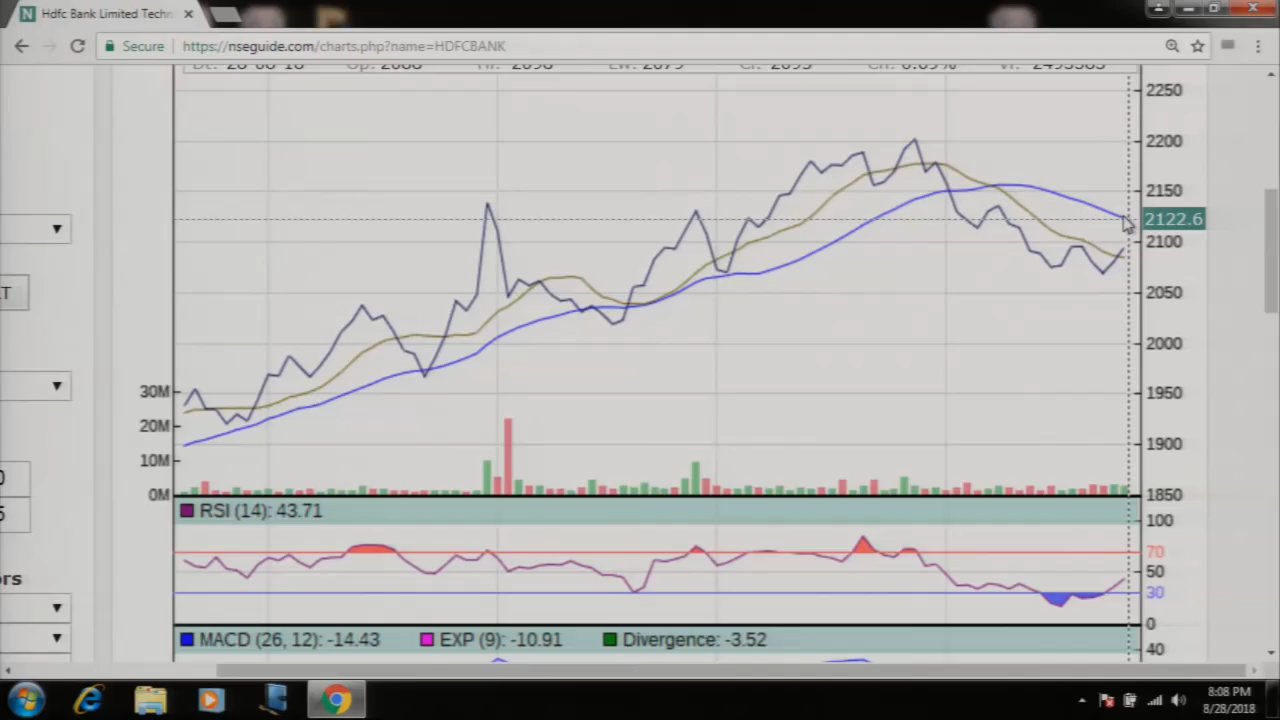 Hdfc Bank Limited Techn
Secure https://nseguide.com/charts.php?name=HDFCBANK
2250
2200
2150
2122.6
2100
2050
2000
1950
1900
1850
30M
20M
10M
0M
T
0
5
ors
RSI (14): 43.71
100
70
50
30
0
MACD (26, 12): -14.43 EXP (9): -10.91 Divergence: -3.52
40
8:08 PM
8/28/2018